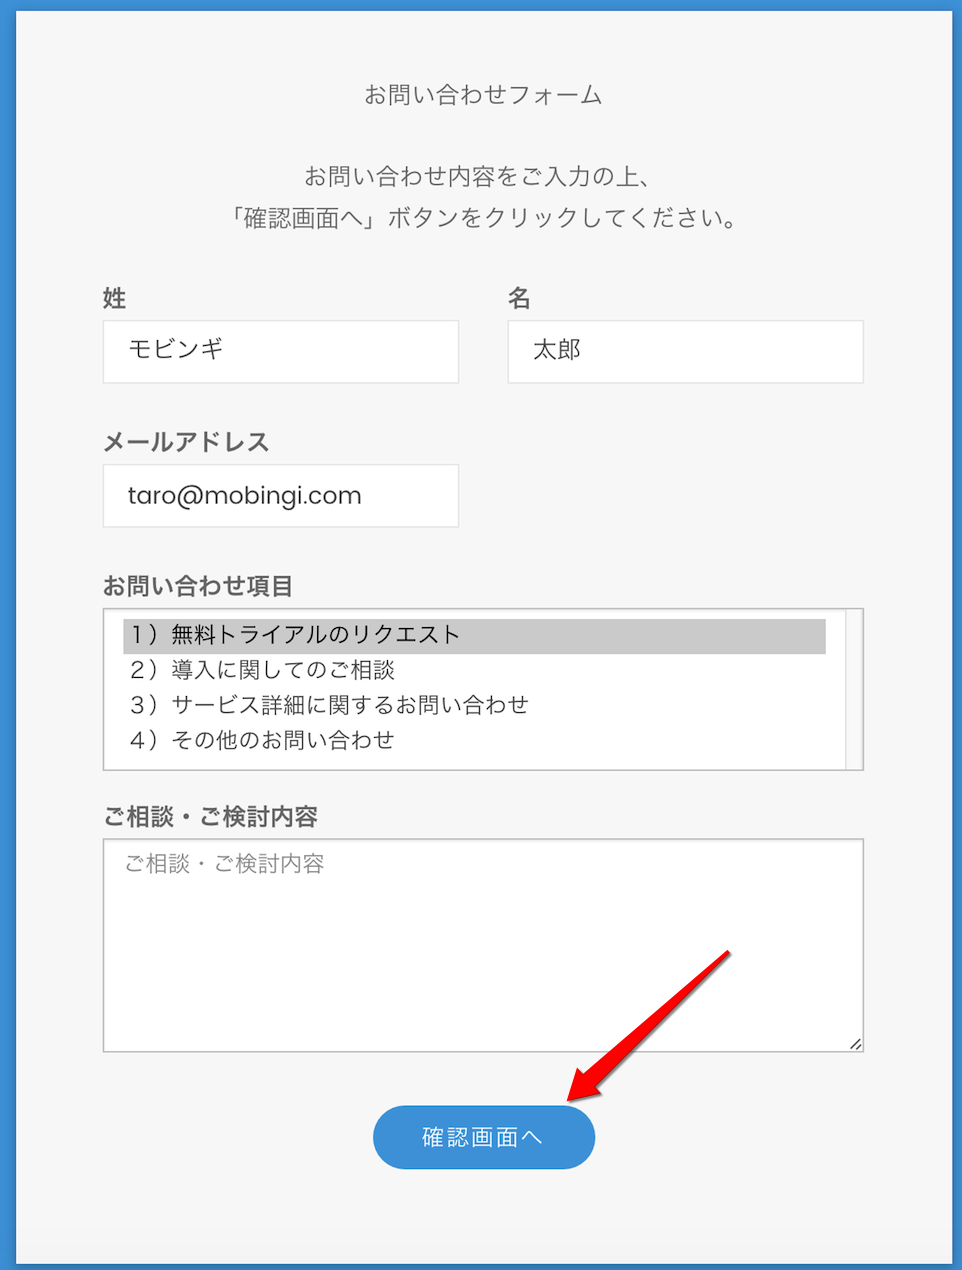 お問い合わせフォーム
お問い合わせ内容をご入力の上、
「確認画面へ」ボタンをクリックしてください。
姓
名
モビンギ
太郎
メールアドレス
taro@mobingi.com
お問い合わせ項目
１）無料トライアルのリクエスト
２）導入に関してのご相談
３）サービス詳細に関するお問い合わせ
４）その他のお問い合わせ
ご相談・ご検討内容
ご相談・ご検討内容
確認画面へ